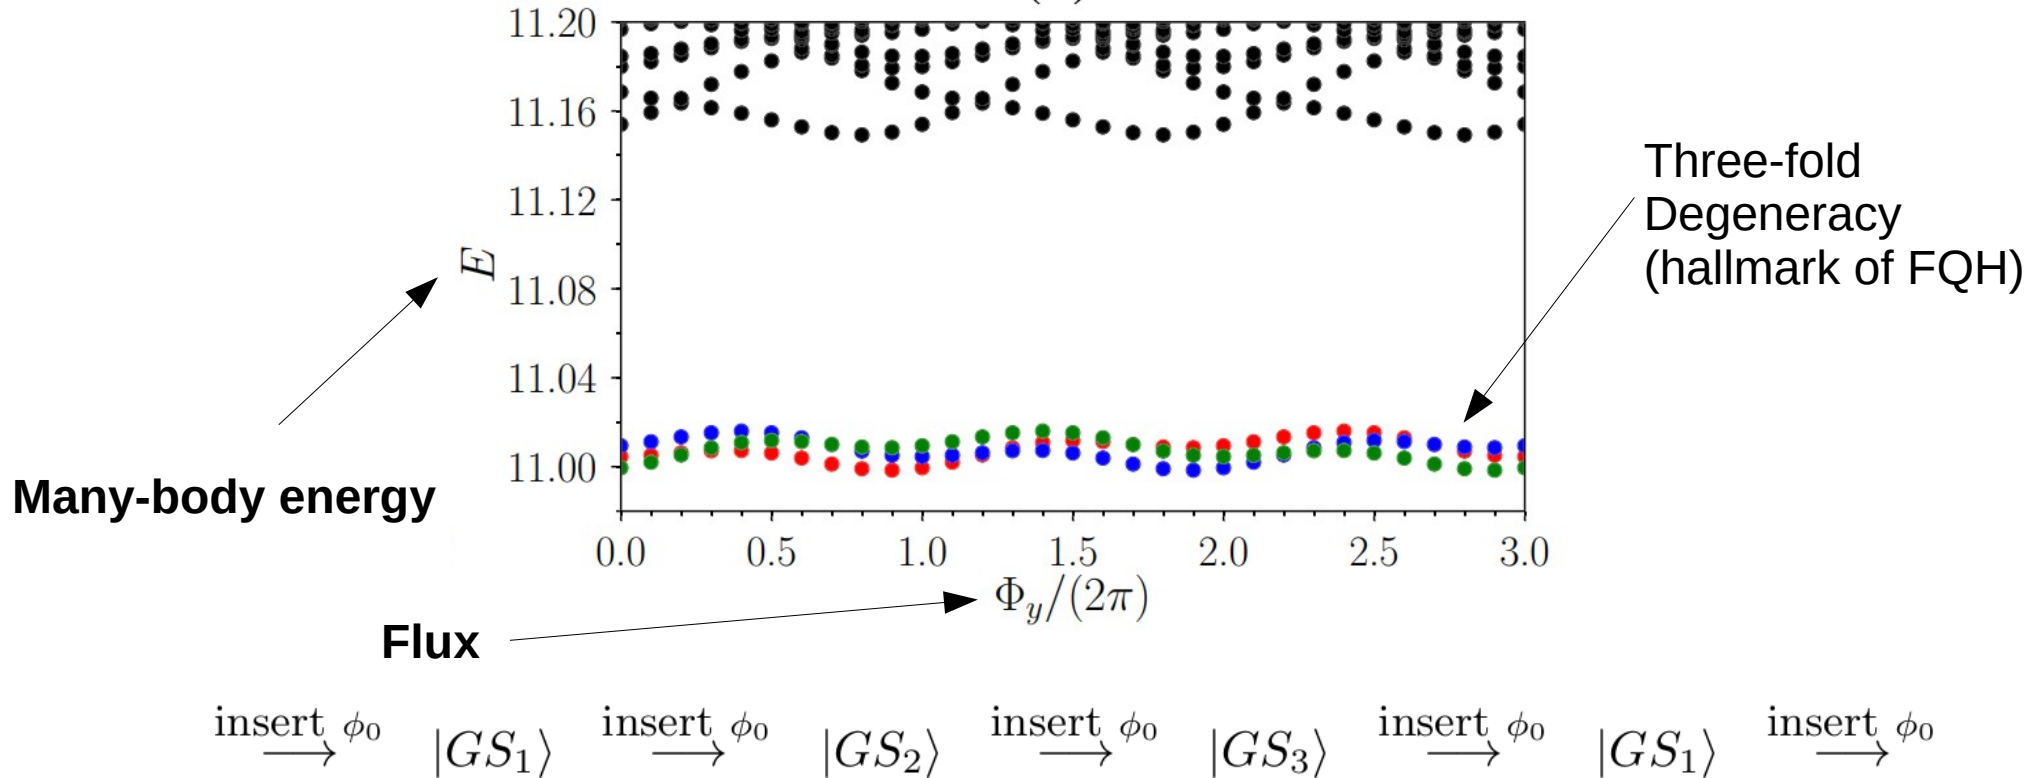 11.20
11.16
11.12
11.08
11.04
11.00
E
0.0 0.5 1.0 1.5 2.0 2.5 3.0
Φ_y/(2π)
Three-fold
Degeneracy
(hallmark of FQH)
Many-body energy
Flux
insert ϕ₀ ⟶ |GS₁⟩ insert ϕ₀ ⟶ |GS₂⟩ insert ϕ₀ ⟶ |GS₃⟩ insert ϕ₀ ⟶ |GS₁⟩ insert ϕ₀ ⟶